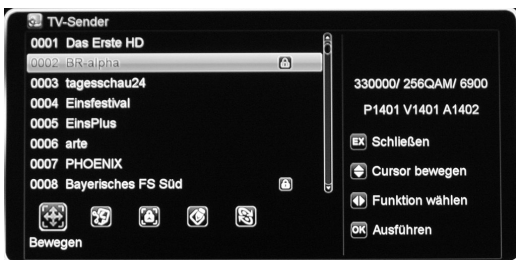 TV-Sender
0001 Das Erste HD
0002 BR-alpha
0003 tagesschau24
0004 Einsfestival
0005 EinsPlus
0006 arte
0007 PHOENIX
0008 Bayerisches FS Süd
Bewegen
330000/ 256QAM/ 6900
P1401 V1401 A1402
EX Schließen
Cursor bewegen
Funktion wählen
OK Ausführen